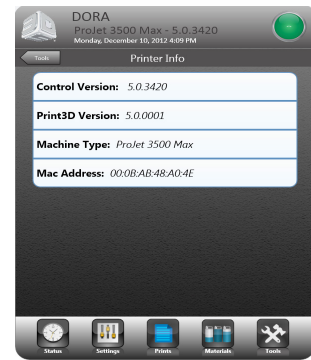 DORA
ProJet 3500 Max - 5.0.3420
Monday, December 10, 2012 4:09 PM
Tools
Printer Info
Control Version: 5.0.3420
Print3D Version: 5.0.0001
Machine Type: ProJet 3500 Max
Mac Address: 00:0B:AB:48:A0:4E
Status Settings Prints Materials Tools